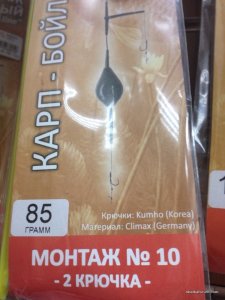 КАРП - БОЙЛ
85
ГРАММ
Крючки: Kumho (Korea)
Материал: Climax (Germany)
МОНТАЖ № 10
- 2 КРЮЧКА -